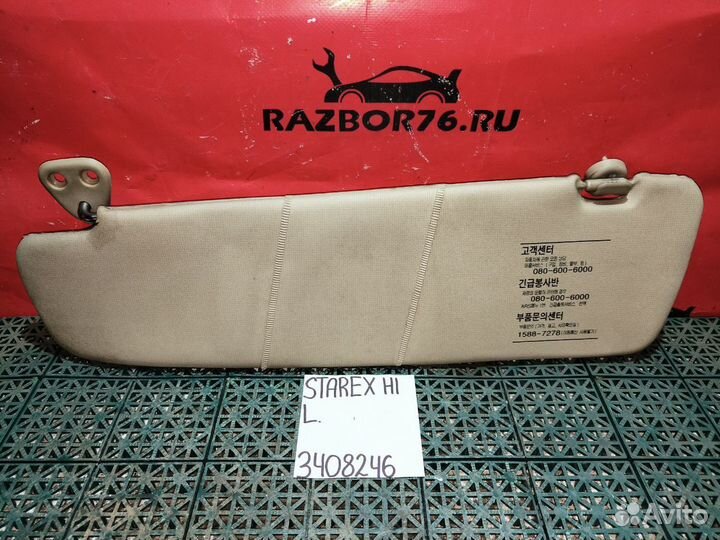 RAZBOR76.RU
고객센터
080-600-6000
긴급봉사반
080-600-6000
부품문의센터
1588-7278
STAREX H1
L.
3408246
Avito